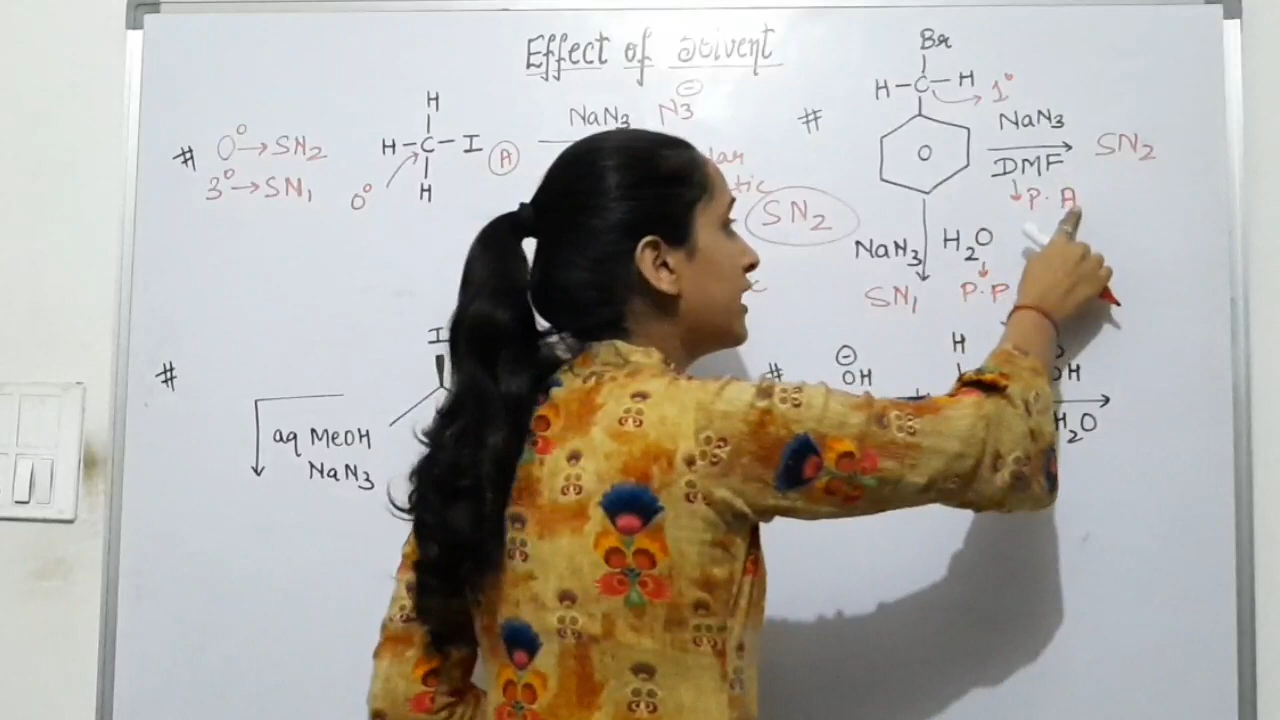 Effect of Solvent
# 0° → SN2
3° → SN1
H
H-C-I
H
0°
A
NaN3 N3⊖
SN2
#
Br
H-C-H
1°
NaN3
DMF
P.A
SN2
NaN3 H2O
SN1 P.P
#
I
aq MeOH
NaN3
#
⊖
OH
H
H2O